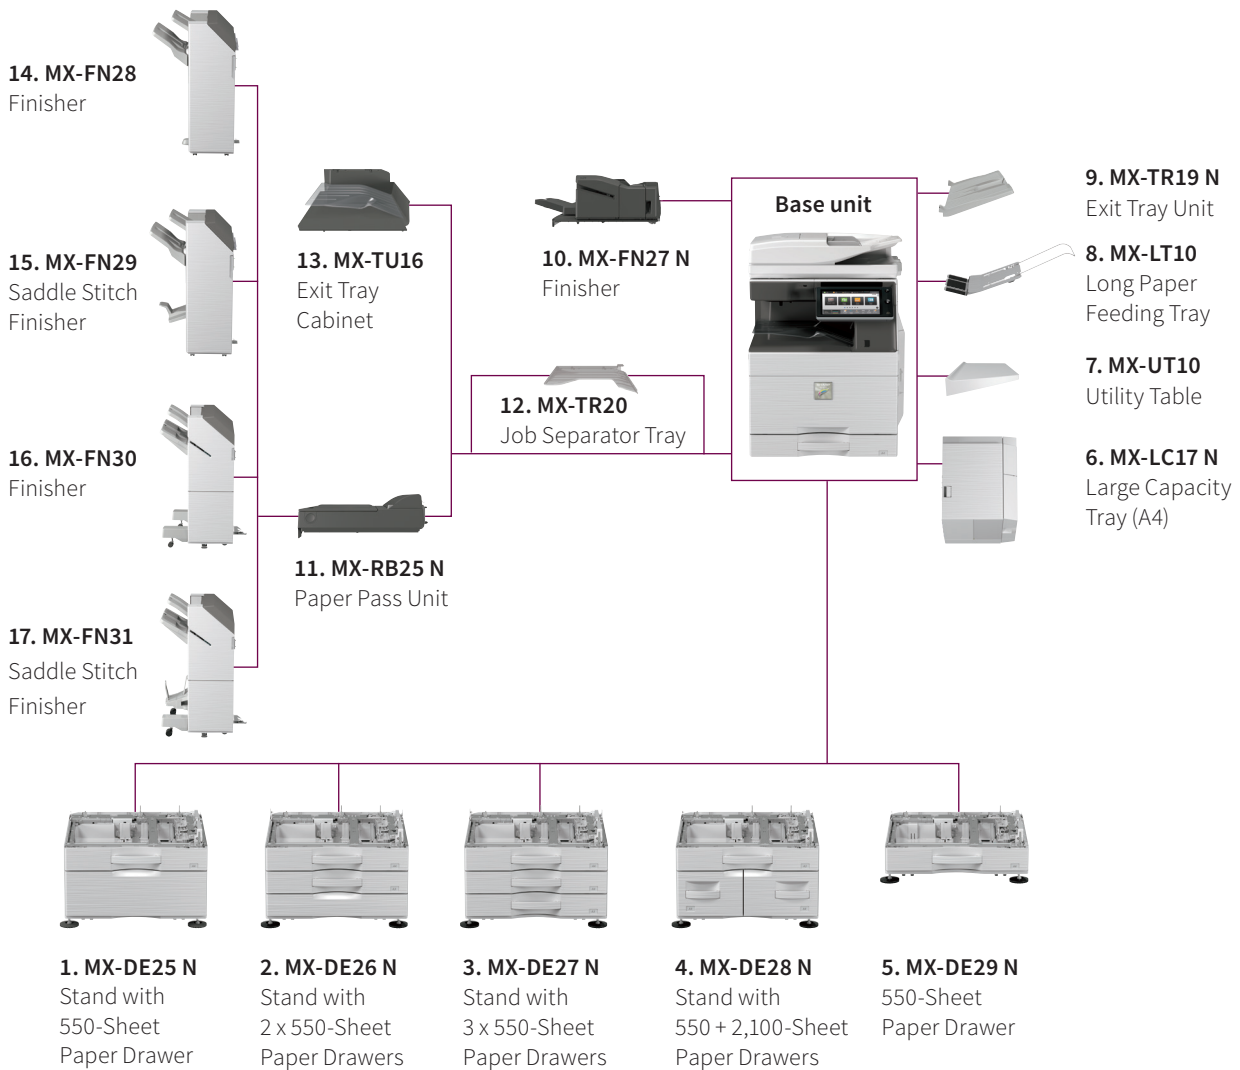 14. MX-FN28
Finisher
15. MX-FN29
Saddle Stitch
Finisher
16. MX-FN30
Finisher
17. MX-FN31
Saddle Stitch
Finisher
13. MX-TU16
Exit Tray
Cabinet
10. MX-FN27 N
Finisher
12. MX-TR20
Job Separator Tray
11. MX-RB25 N
Paper Pass Unit
Base unit
9. MX-TR19 N
Exit Tray Unit
8. MX-LT10
Long Paper
Feeding Tray
7. MX-UT10
Utility Table
6. MX-LC17 N
Large Capacity
Tray (A4)
1. MX-DE25 N
Stand with
550-Sheet
Paper Drawer
2. MX-DE26 N
Stand with
2 x 550-Sheet
Paper Drawers
3. MX-DE27 N
Stand with
3 x 550-Sheet
Paper Drawers
4. MX-DE28 N
Stand with
550 + 2,100-Sheet
Paper Drawers
5. MX-DE29 N
550-Sheet
Paper Drawer